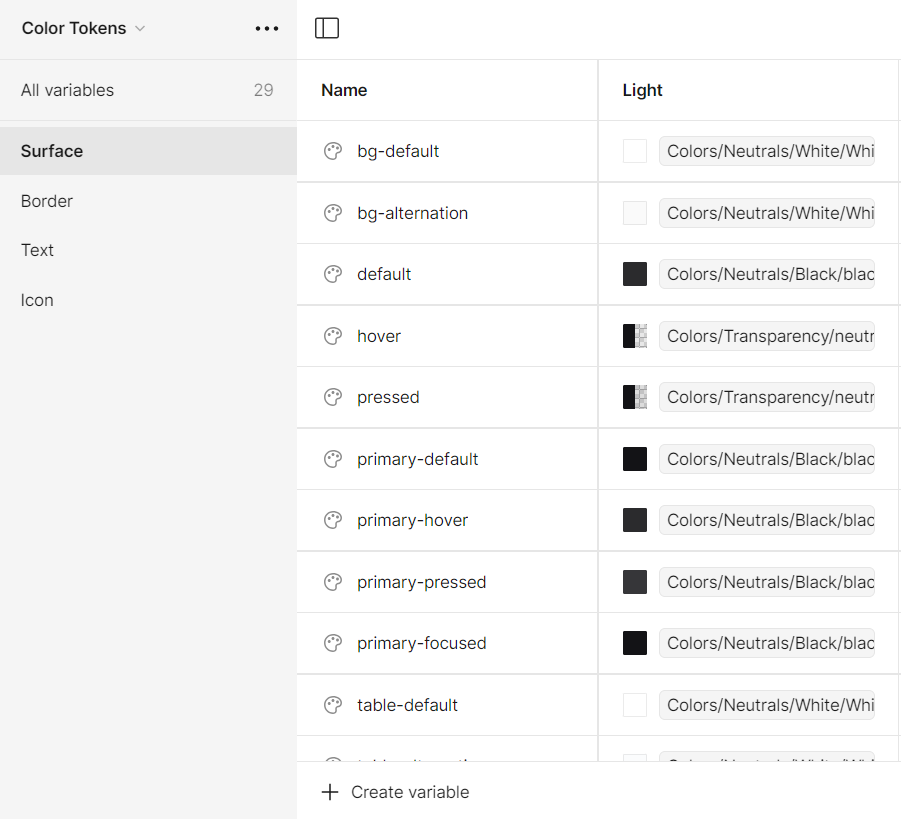 Color Tokens
All variables 29
Surface
Border
Text
Icon
Name Light
bg-default Colors/Neutrals/White/Whi
bg-alternation Colors/Neutrals/White/Whi
default Colors/Neutrals/Black/blac
hover Colors/Transparency/neutr
pressed Colors/Transparency/neutr
primary-default Colors/Neutrals/Black/blac
primary-hover Colors/Neutrals/Black/blac
primary-pressed Colors/Neutrals/Black/blac
primary-focused Colors/Neutrals/Black/blac
table-default Colors/Neutrals/White/Whi
Create variable